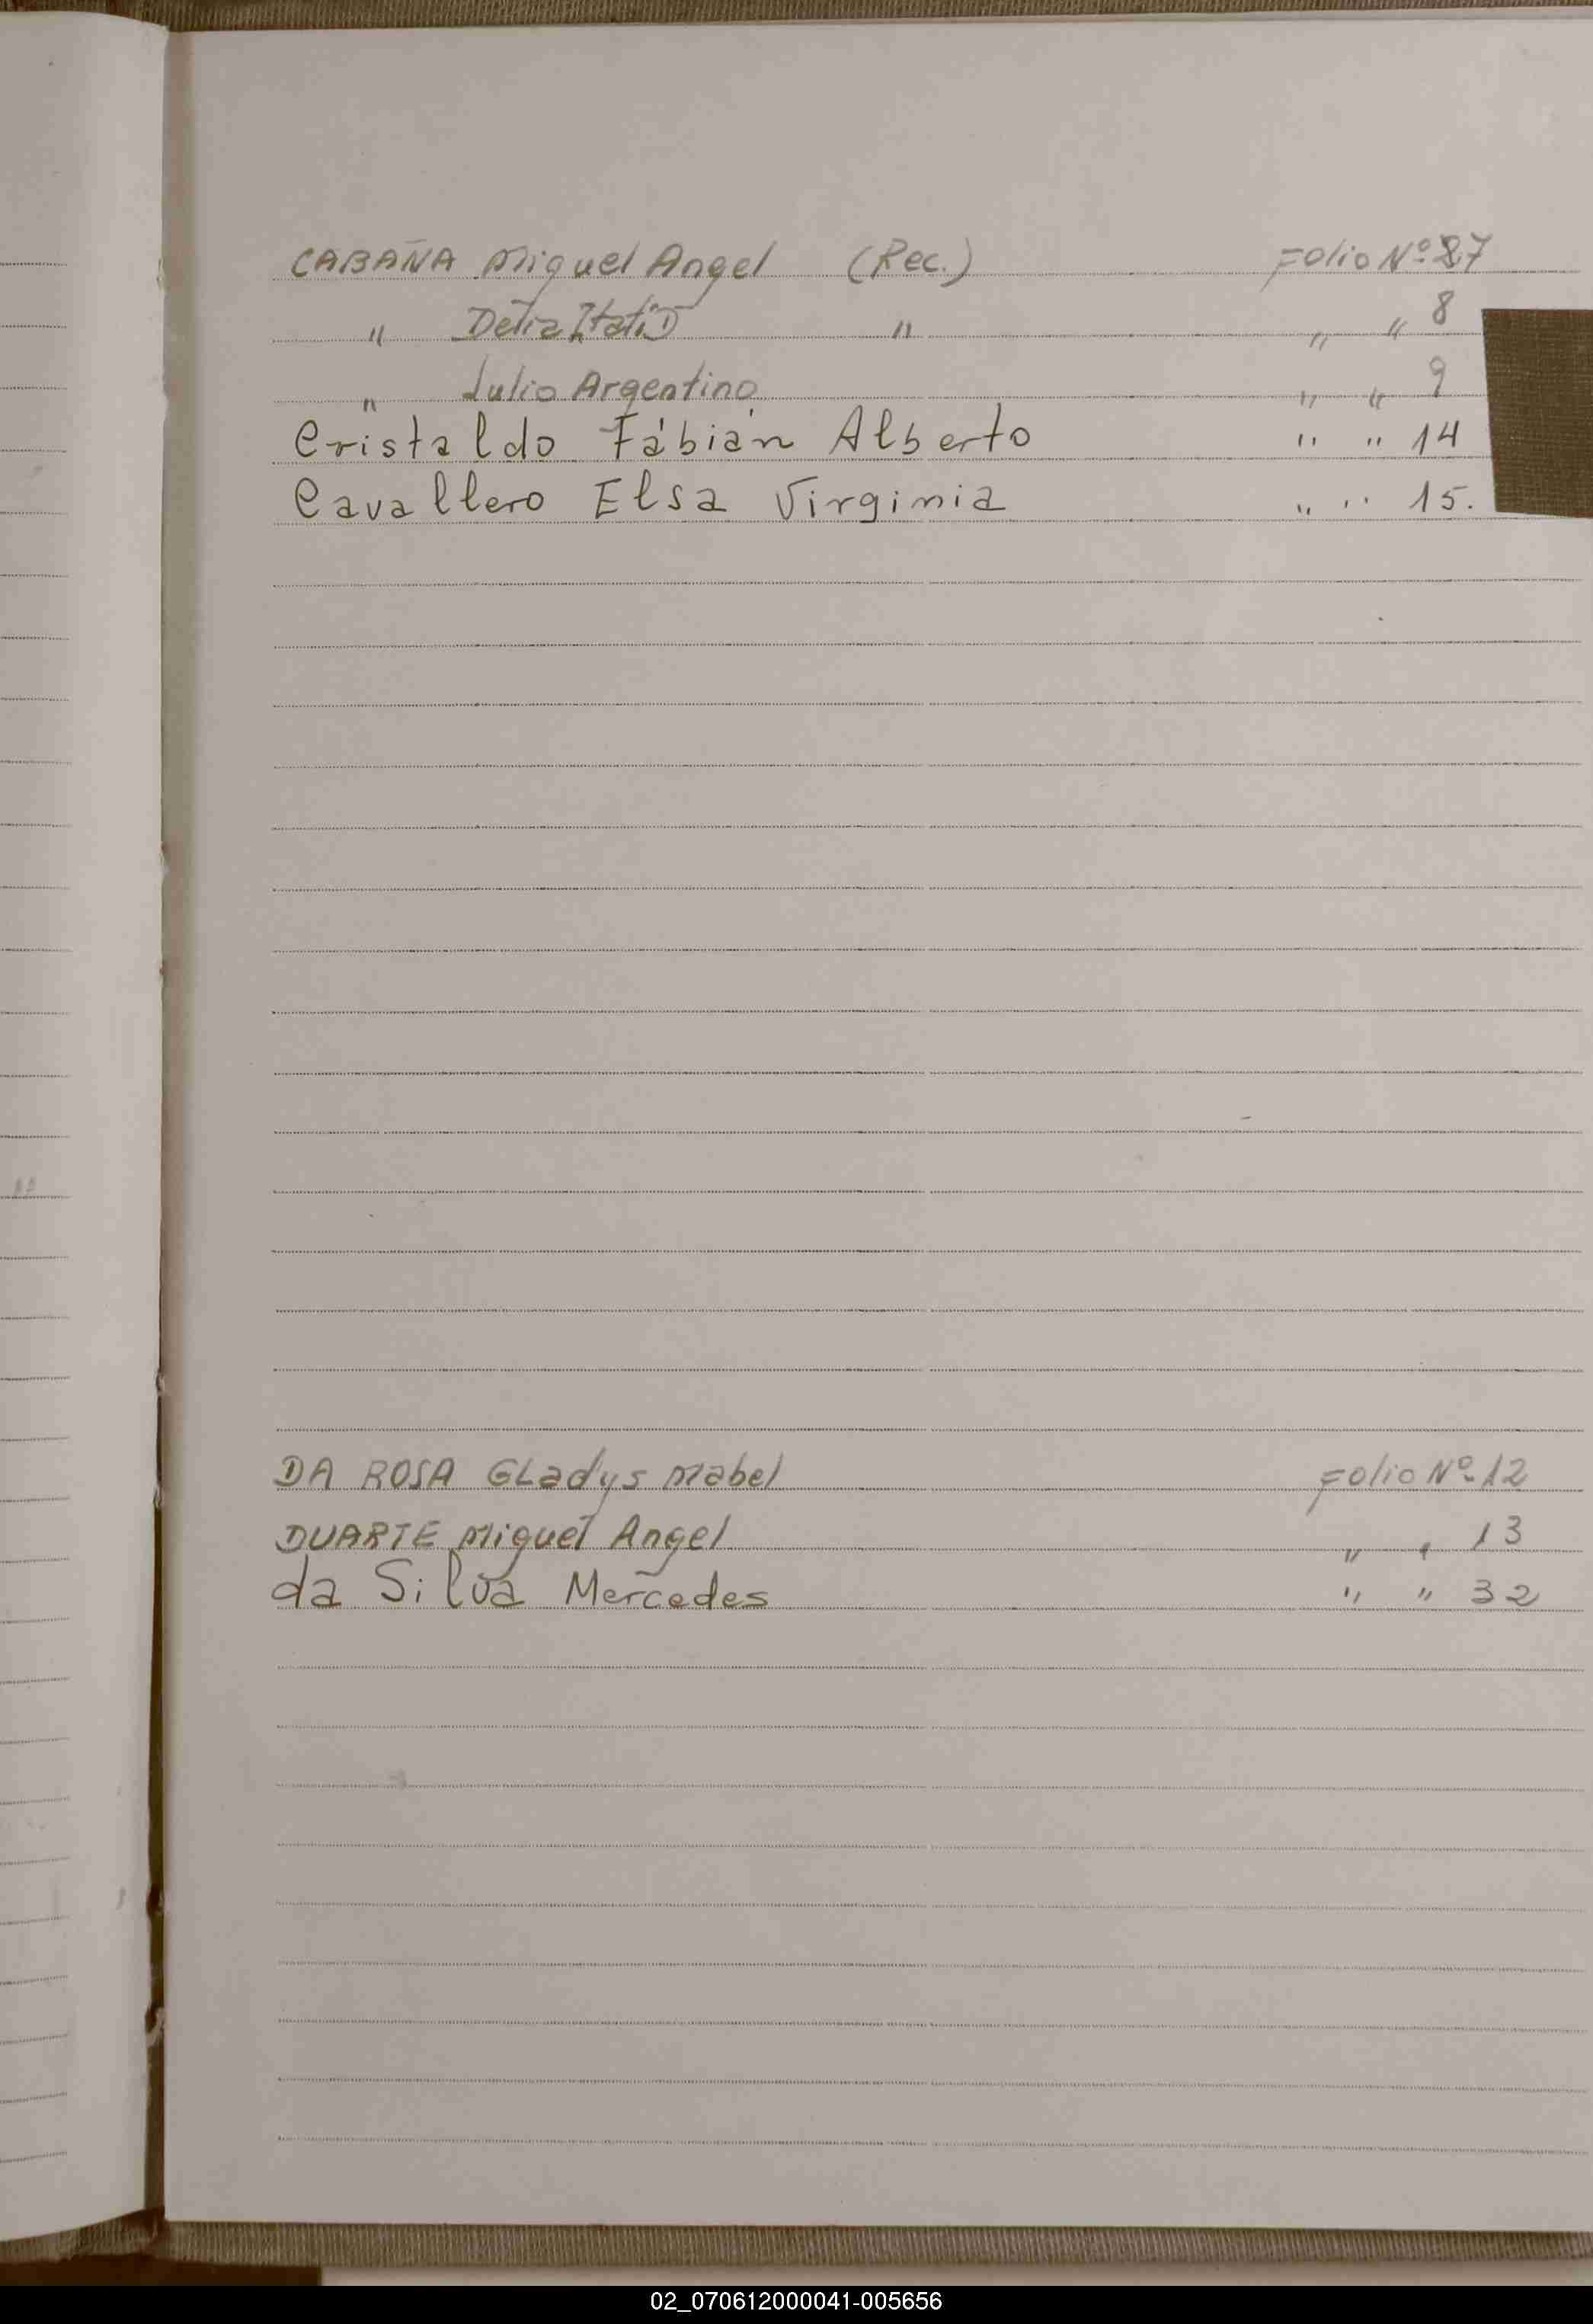 CABAÑA Miguel Angel (Rec.) Folio Nº 7
" Delia Itatí " " " 8
" Julio Argentino " " 9
Cristaldo Fabián Alberto " " 14
Cavallero Elsa Virginia " " 15.
DA ROSA GLadys Mabel Folio Nº 12
DUARTE Miguel Angel " " 13
da Silva Mercedes " " 32
02_070612000041-005656